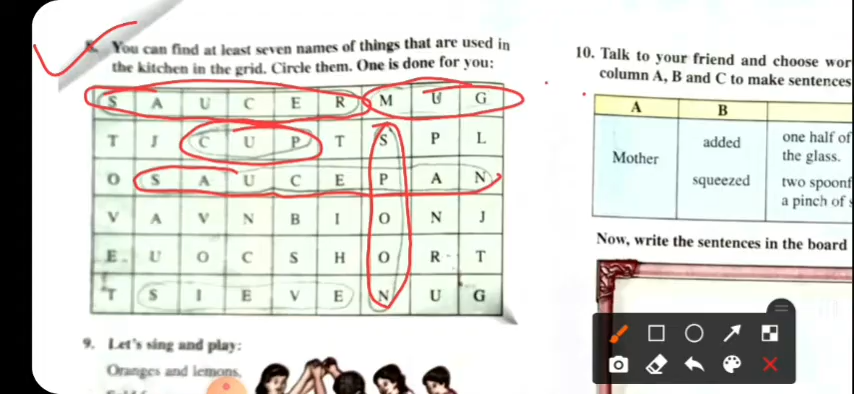 8. You can find at least seven names of things that are used in
the kitchen in the grid. Circle them. One is done for you:
S A U C E R M U G
T J C U P T S P L
O S A U C E P A N
V A V N B I O N J
E U O C S H O R T
T S I E V E N U G
9. Let's sing and play:
Oranges and lemons,
10. Talk to your friend and choose wor
column A, B and C to make sentences
A B
Mother
added
squeezed
one half of
the glass.
two spoonf
a pinch of s
Now, write the sentences in the board